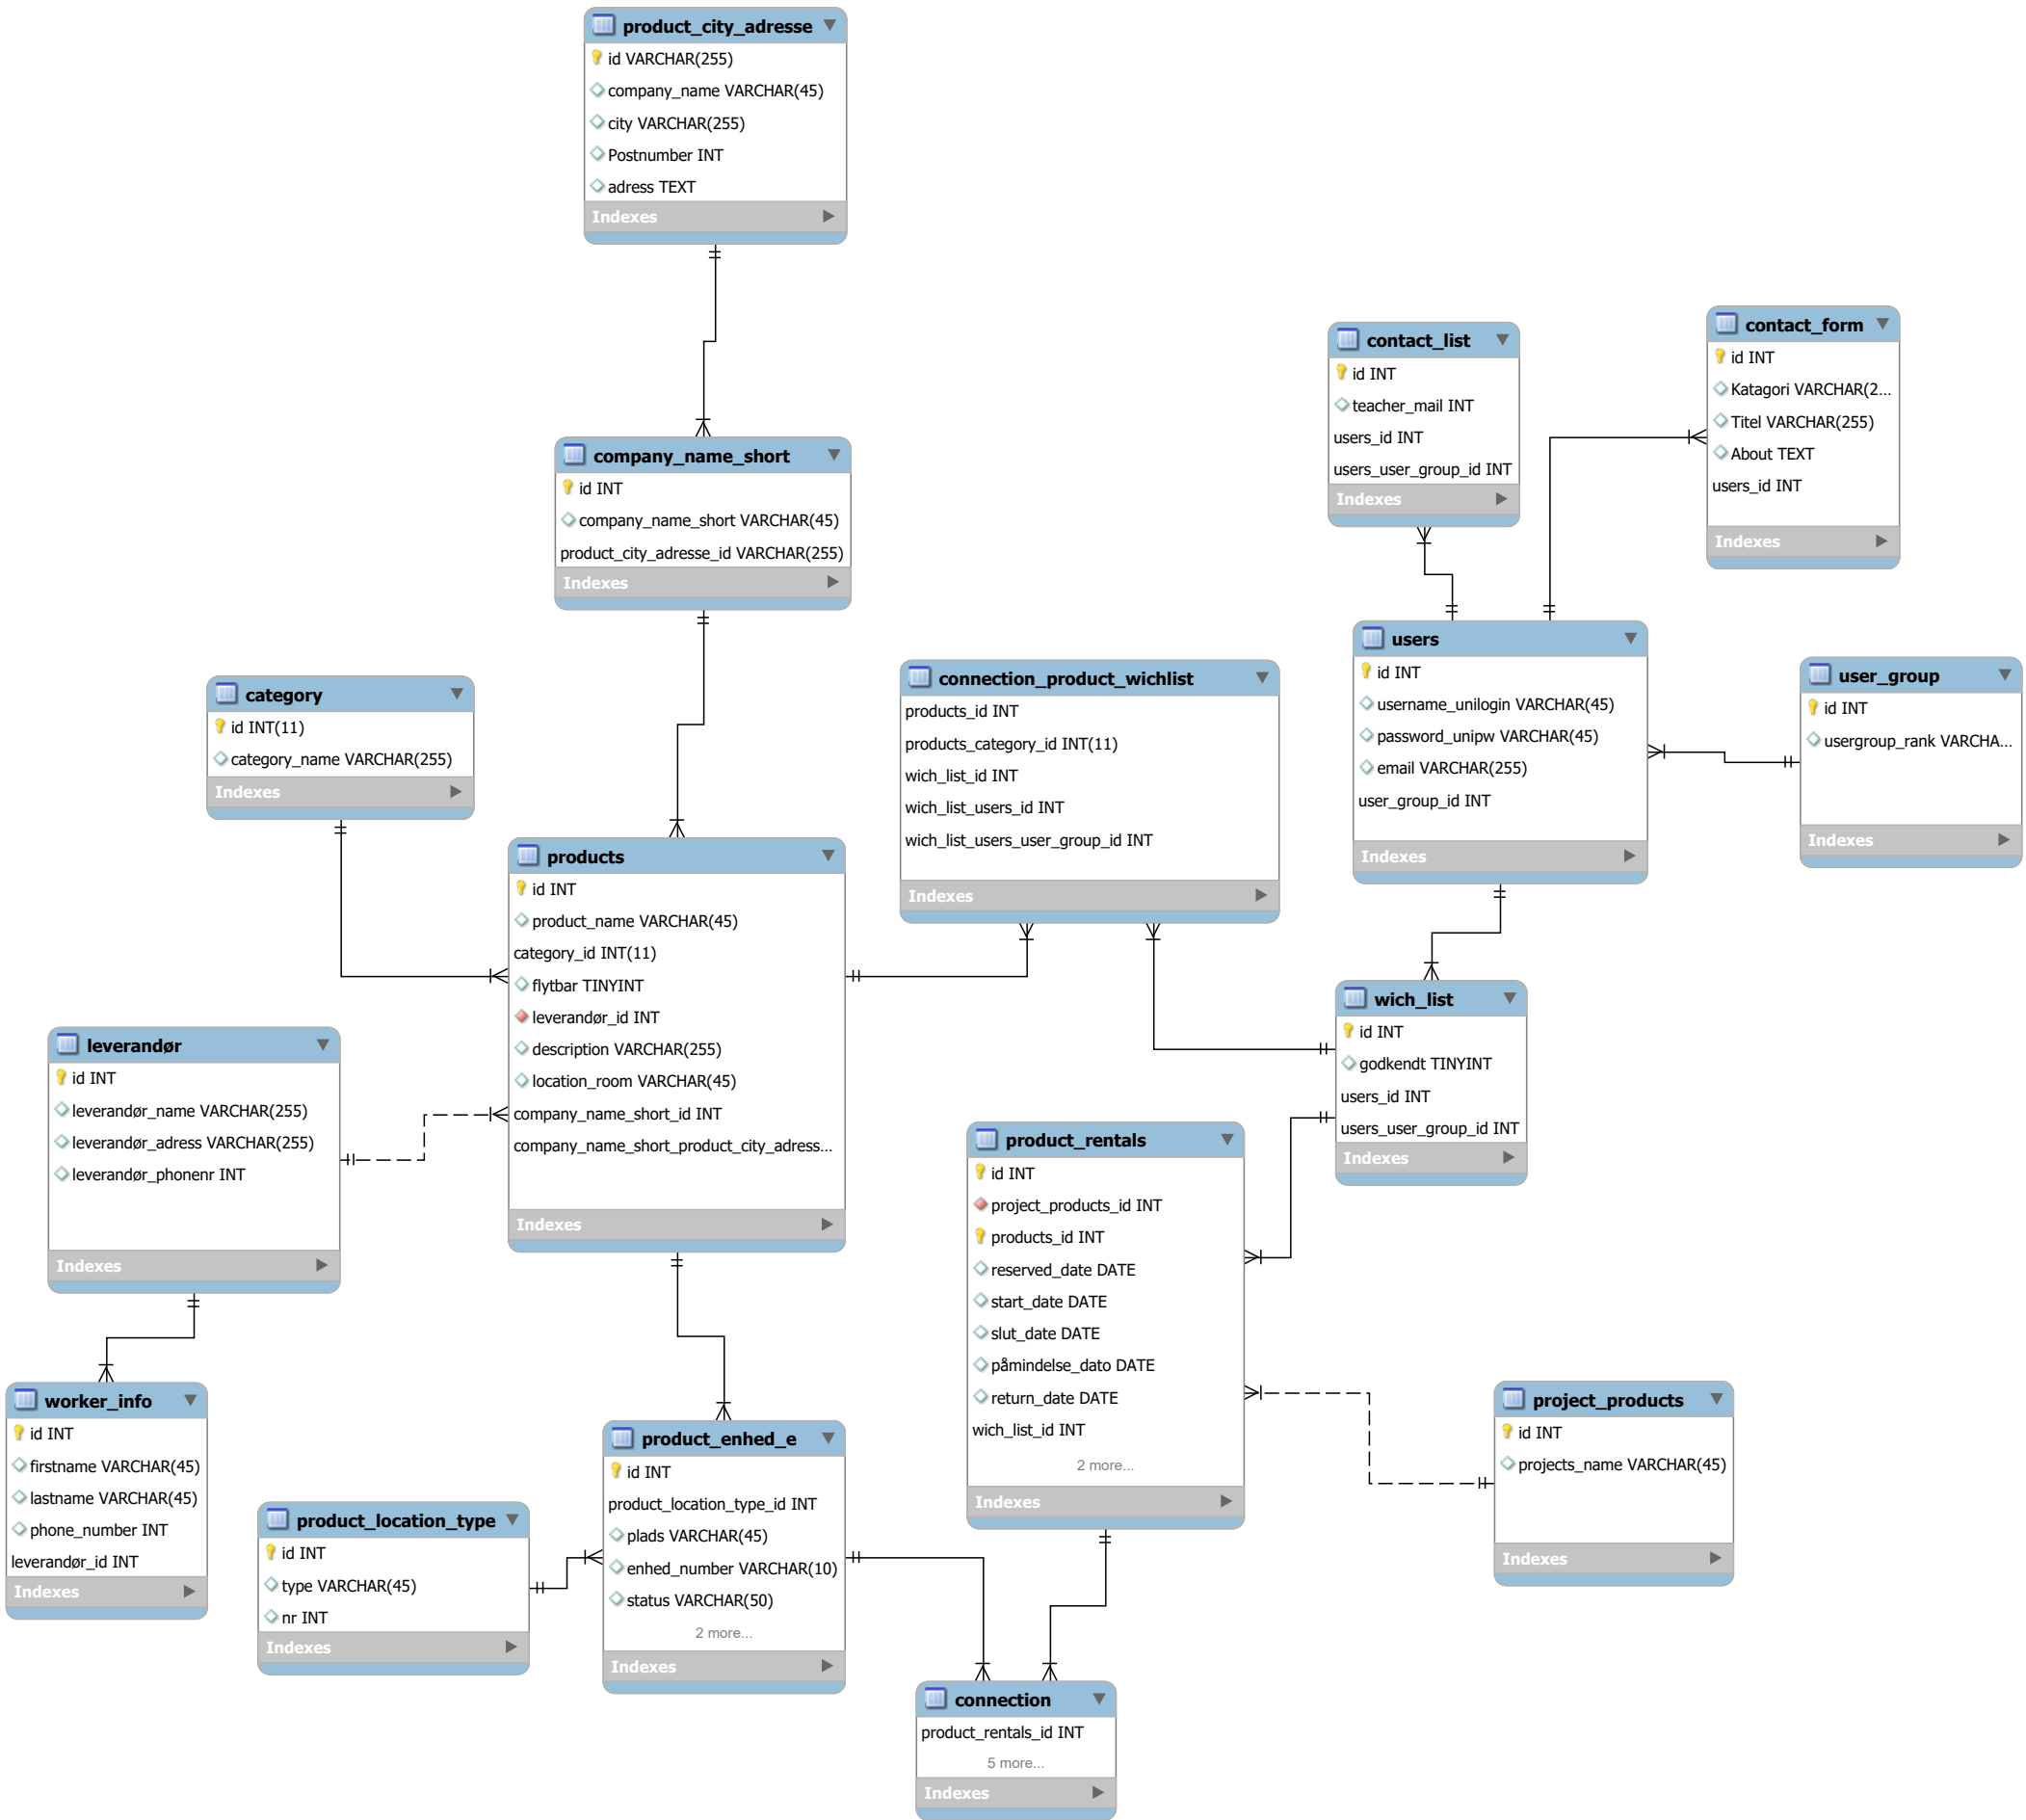 product_city_adresse
id VARCHAR(255)
company_name VARCHAR(45)
city VARCHAR(255)
Postnumber INT
adress TEXT
Indexes
contact_list
id INT
teacher_mail INT
users_id INT
users_user_group_id INT
Indexes
contact_form
id INT
Katagori VARCHAR(2...
Titel VARCHAR(255)
About TEXT
users_id INT
Indexes
company_name_short
id INT
company_name_short VARCHAR(45)
product_city_adresse_id VARCHAR(255)
Indexes
users
id INT
username_unilogin VARCHAR(45)
password_unipw VARCHAR(45)
email VARCHAR(255)
user_group_id INT
Indexes
user_group
id INT
usergroup_rank VARCHA...
Indexes
category
id INT(11)
category_name VARCHAR(255)
Indexes
connection_product_wichlist
products_id INT
products_category_id INT(11)
wich_list_id INT
wich_list_users_id INT
wich_list_users_user_group_id INT
Indexes
products
id INT
product_name VARCHAR(45)
category_id INT(11)
flytbar TINYINT
leverandør_id INT
description VARCHAR(255)
location_room VARCHAR(45)
company_name_short_id INT
company_name_short_product_city_adress...
Indexes
wich_list
id INT
godkendt TINYINT
users_id INT
users_user_group_id INT
Indexes
leverandør
id INT
leverandør_name VARCHAR(255)
leverandør_adress VARCHAR(255)
leverandør_phonenr INT
Indexes
product_rentals
id INT
project_products_id INT
products_id INT
reserved_date DATE
start_date DATE
slut_date DATE
påmindelse_dato DATE
return_date DATE
wich_list_id INT
2 more...
Indexes
worker_info
id INT
firstname VARCHAR(45)
lastname VARCHAR(45)
phone_number INT
leverandør_id INT
Indexes
project_products
id INT
projects_name VARCHAR(45)
Indexes
product_enhed_e
id INT
product_location_type_id INT
plads VARCHAR(45)
enhed_number VARCHAR(10)
status VARCHAR(50)
2 more...
Indexes
product_location_type
id INT
type VARCHAR(45)
nr INT
Indexes
connection
product_rentals_id INT
5 more...
Indexes